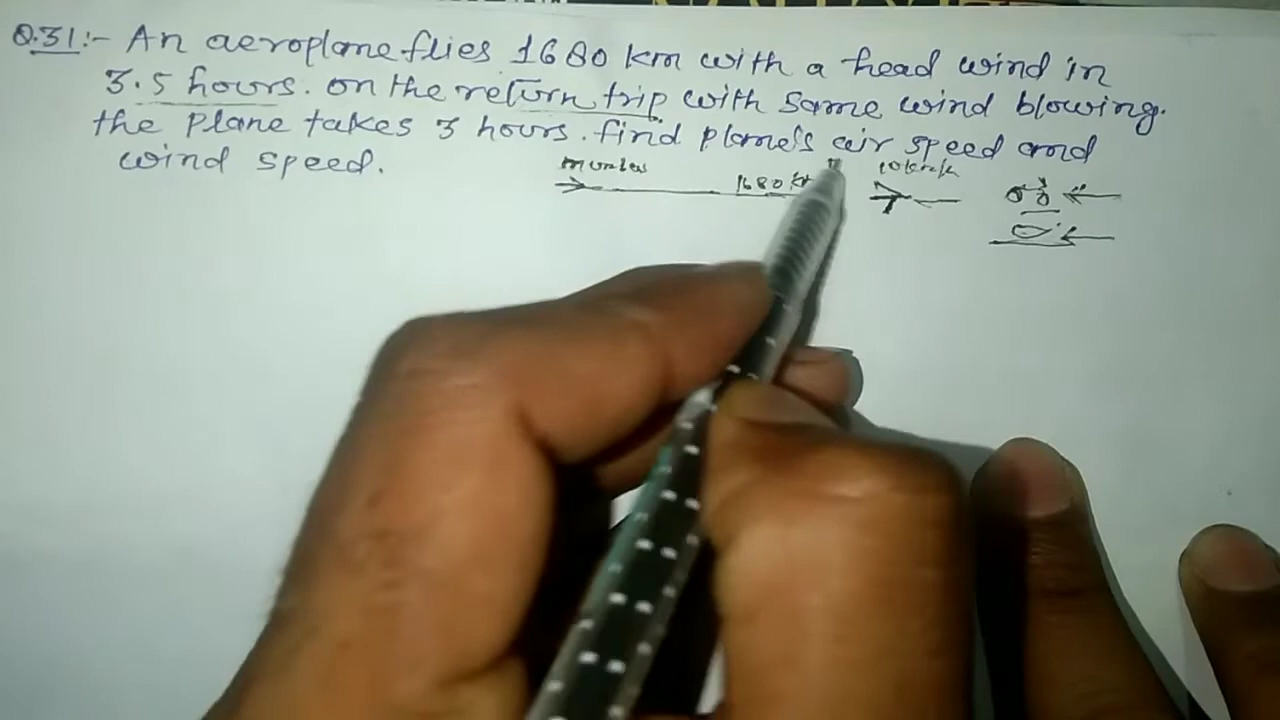 Q.31:- An aeroplane flies 1680 km with a head wind in
3.5 hours. on the return trip with same wind blowing.
the plane takes 3 hours. find plane's air speed and
wind speed.
1680 km